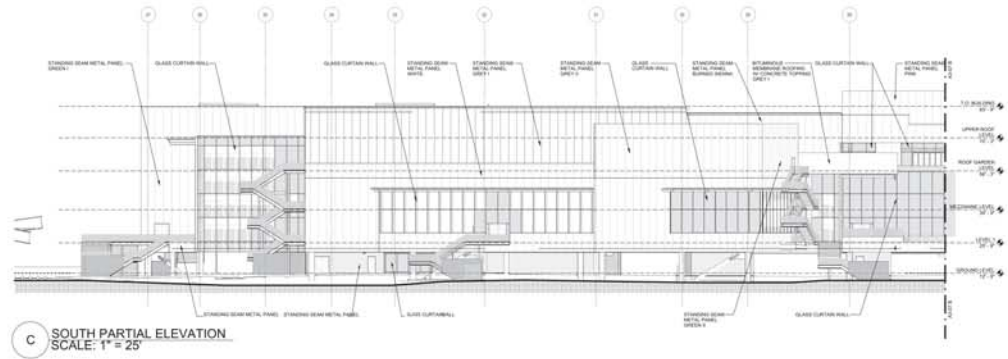 STANDING SEAM METAL PANEL
GREEN I
GLASS CURTAIN WALL
GLASS CURTAIN WALL
STANDING SEAM
METAL PANEL
WHITE
STANDING SEAM
METAL PANEL
GREY I
STANDING SEAM
METAL PANEL
GREY II
GLASS
CURTAIN WALL
STANDING SEAM
METAL PANEL
BURNED SIENNA
BITUMINOUS
MEMBRANE ROOFING
W/ CONCRETE TOPPING
GREY I
GLASS CURTAIN WALL
STANDING SEAM
METAL PANEL
PINK
T.O. BUILDING
UPPER ROOF
LEVEL
ROOF GARDEN
LEVEL
MEZZANINE LEVEL
LEVEL 1
GROUND LEVEL
STANDING SEAM METAL PANEL
STANDING SEAM METAL PANEL
GLASS CURTAIN WALL
STANDING SEAM
METAL PANEL
GREEN II
GLASS CURTAIN WALL
C
SOUTH PARTIAL ELEVATION
SCALE: 1" = 25'